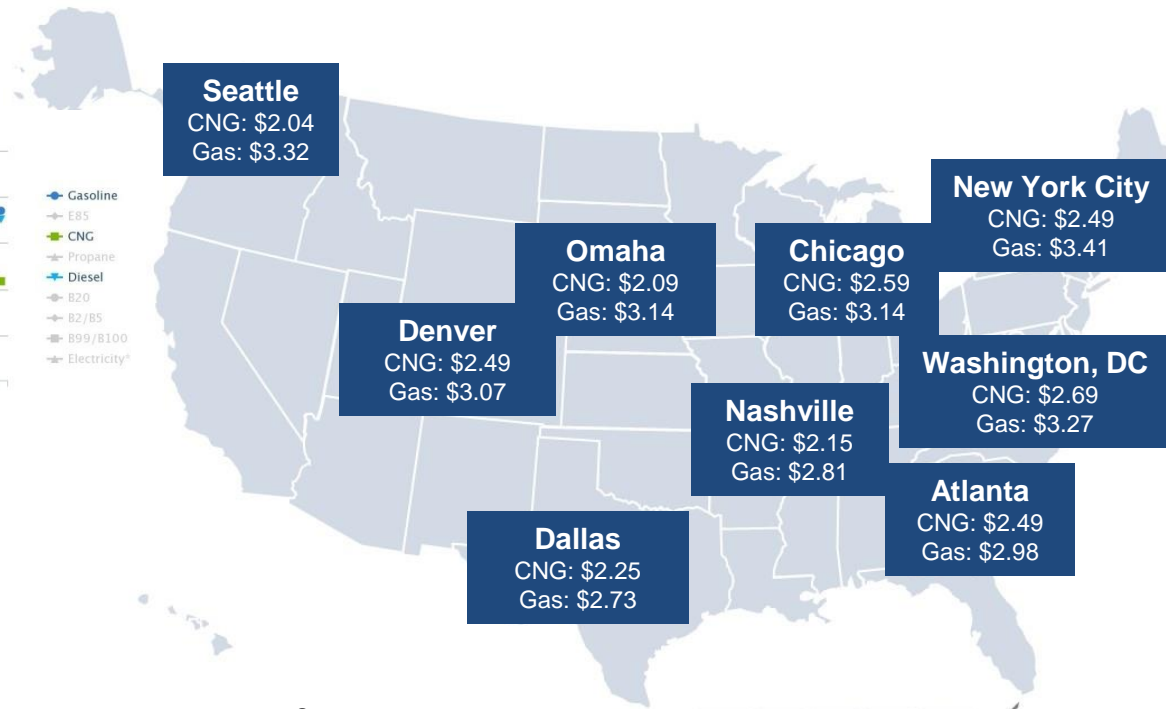 Seattle
CNG: $2.04
Gas: $3.32
Gasoline
E85
CNG
Propane
Diesel
B20
B2/B5
B99/B100
Electricity*
New York City
CNG: $2.49
Gas: $3.41
Omaha
CNG: $2.09
Gas: $3.14
Chicago
CNG: $2.59
Gas: $3.14
Denver
CNG: $2.49
Gas: $3.07
Washington, DC
CNG: $2.69
Gas: $3.27
Nashville
CNG: $2.15
Gas: $2.81
Atlanta
CNG: $2.49
Gas: $2.98
Dallas
CNG: $2.25
Gas: $2.73